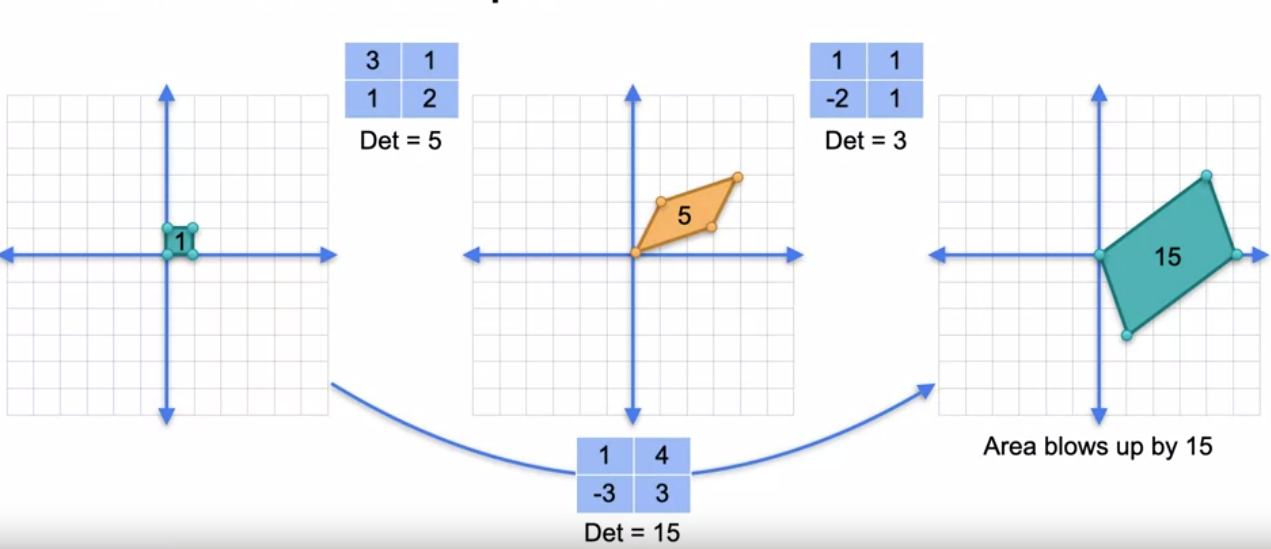 3 1
1 2
Det = 5
1 1
-2 1
Det = 3
1
5
15
Area blows up by 15
1 4
-3 3
Det = 15